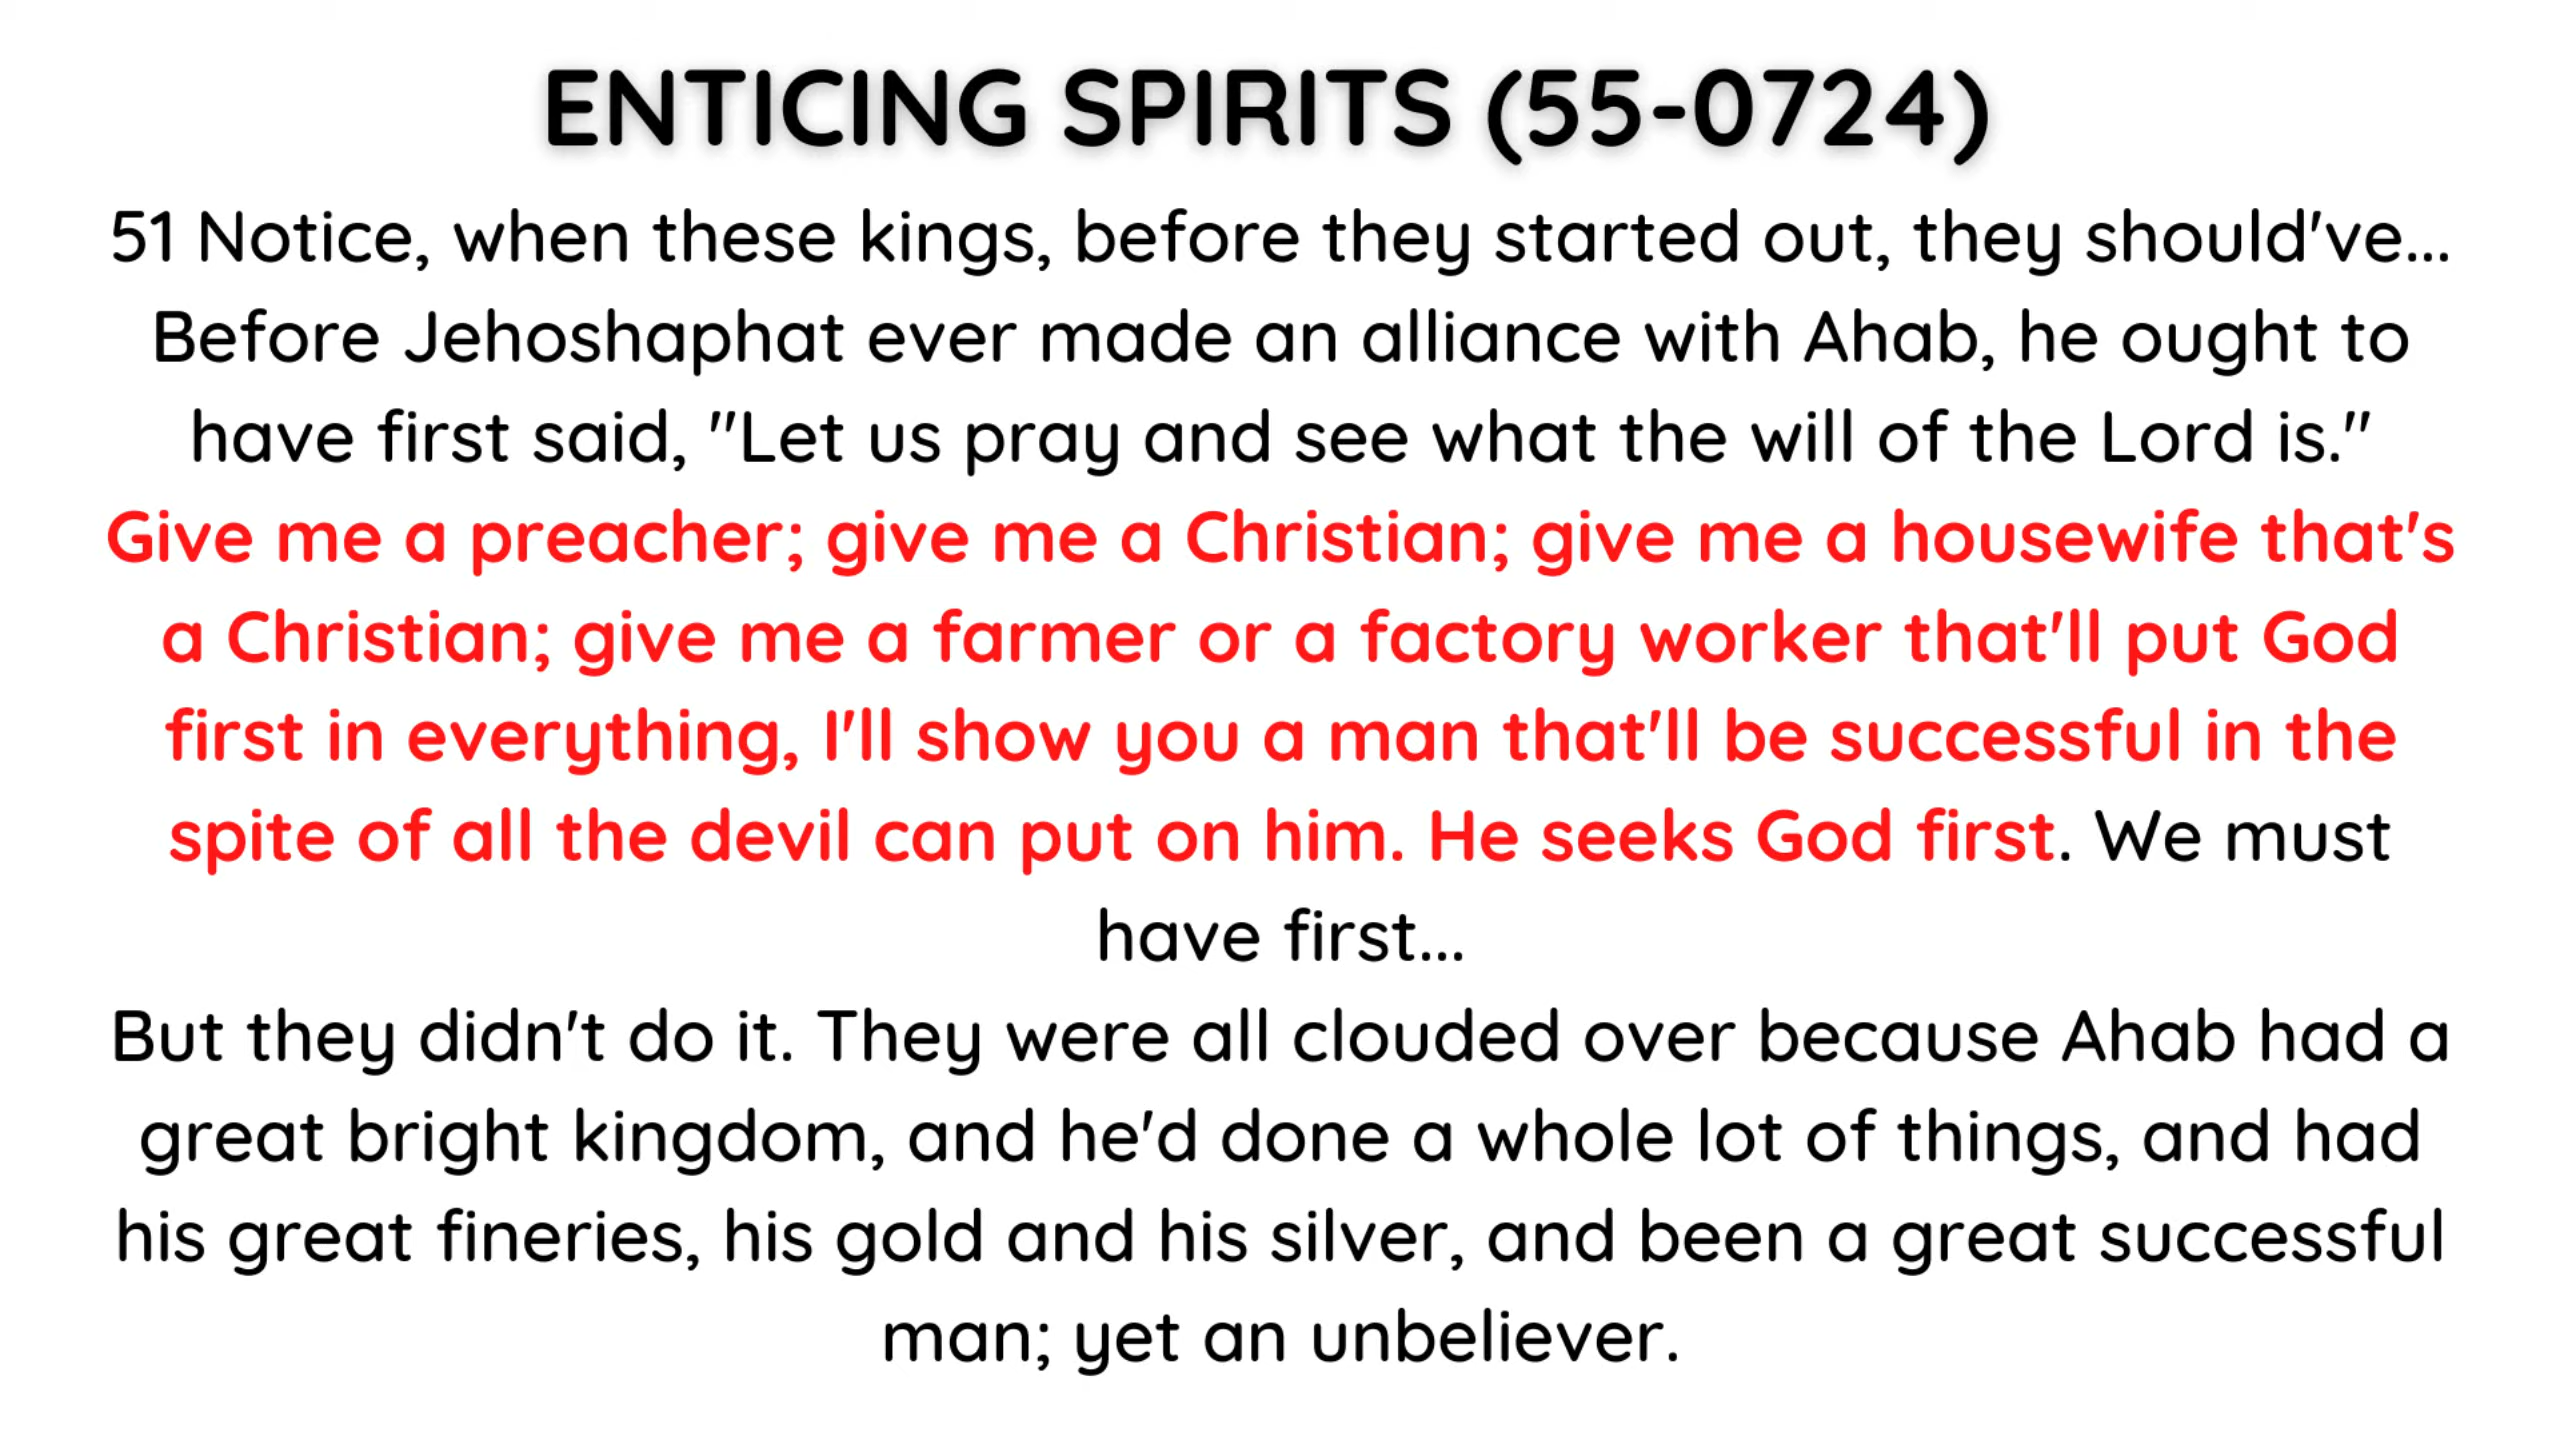 ENTICING SPIRITS (55-0724)
51 Notice, when these kings, before they started out, they should've...
Before Jehoshaphat ever made an alliance with Ahab, he ought to
have first said, "Let us pray and see what the will of the Lord is."
Give me a preacher; give me a Christian; give me a housewife that's
a Christian; give me a farmer or a factory worker that'll put God
first in everything, I'll show you a man that'll be successful in the
spite of all the devil can put on him. He seeks God first. We must
have first...
But they didn't do it. They were all clouded over because Ahab had a
great bright kingdom, and he'd done a whole lot of things, and had
his great fineries, his gold and his silver, and been a great successful
man; yet an unbeliever.